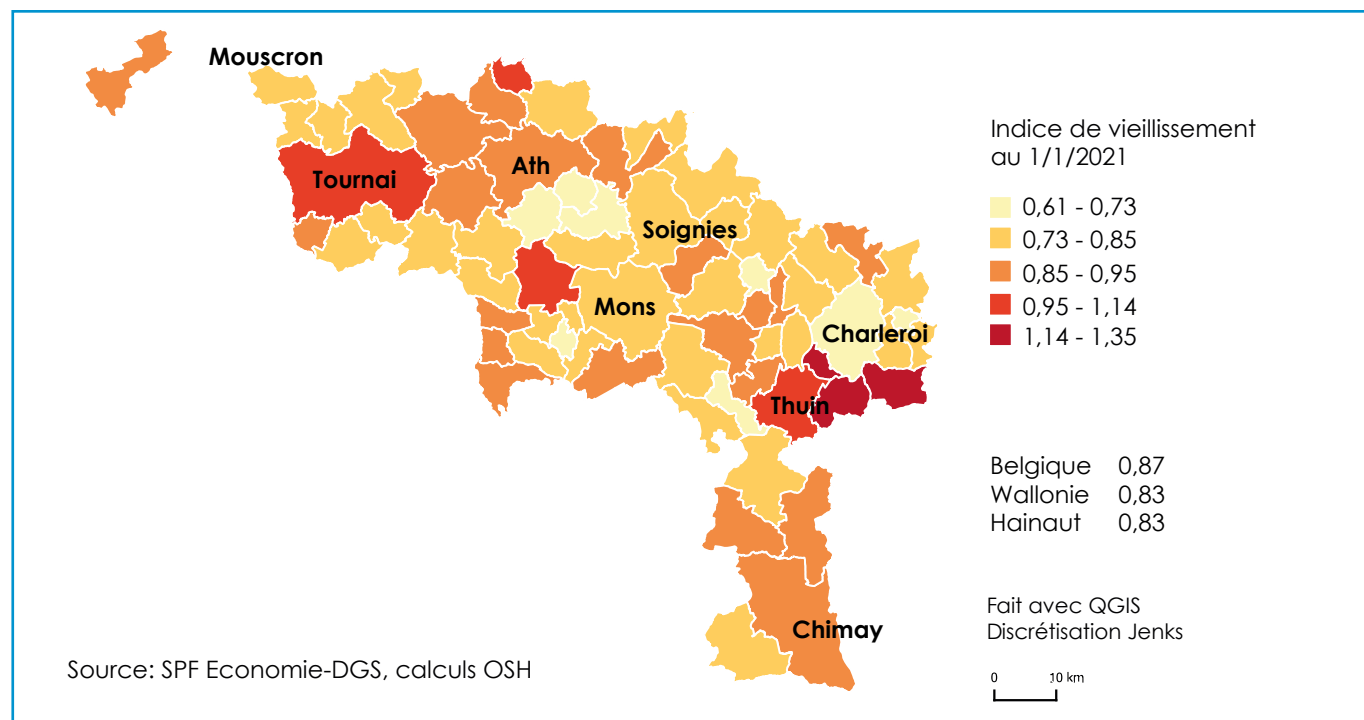 Mouscron
Tournai
Ath
Soignies
Mons
Charleroi
Thuin
Chimay
Indice de vieillissement
au 1/1/2021
0,61 - 0,73
0,73 - 0,85
0,85 - 0,95
0,95 - 1,14
1,14 - 1,35
Belgique 0,87
Wallonie 0,83
Hainaut 0,83
Fait avec QGIS
Discrétisation Jenks
0 10 km
Source: SPF Economie-DGS, calculs OSH